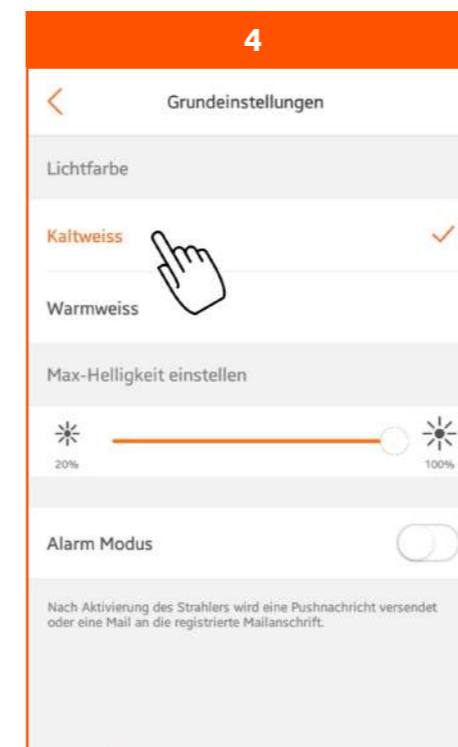 4
Grundeinstellungen
Lichtfarbe
Kaltweiss
Warmweiss
Max-Helligkeit einstellen
20%
100%
Alarm Modus
Nach Aktivierung des Strahlers wird eine Pushnachricht versendet
oder eine Mail an die registrierte Mailanschrift.